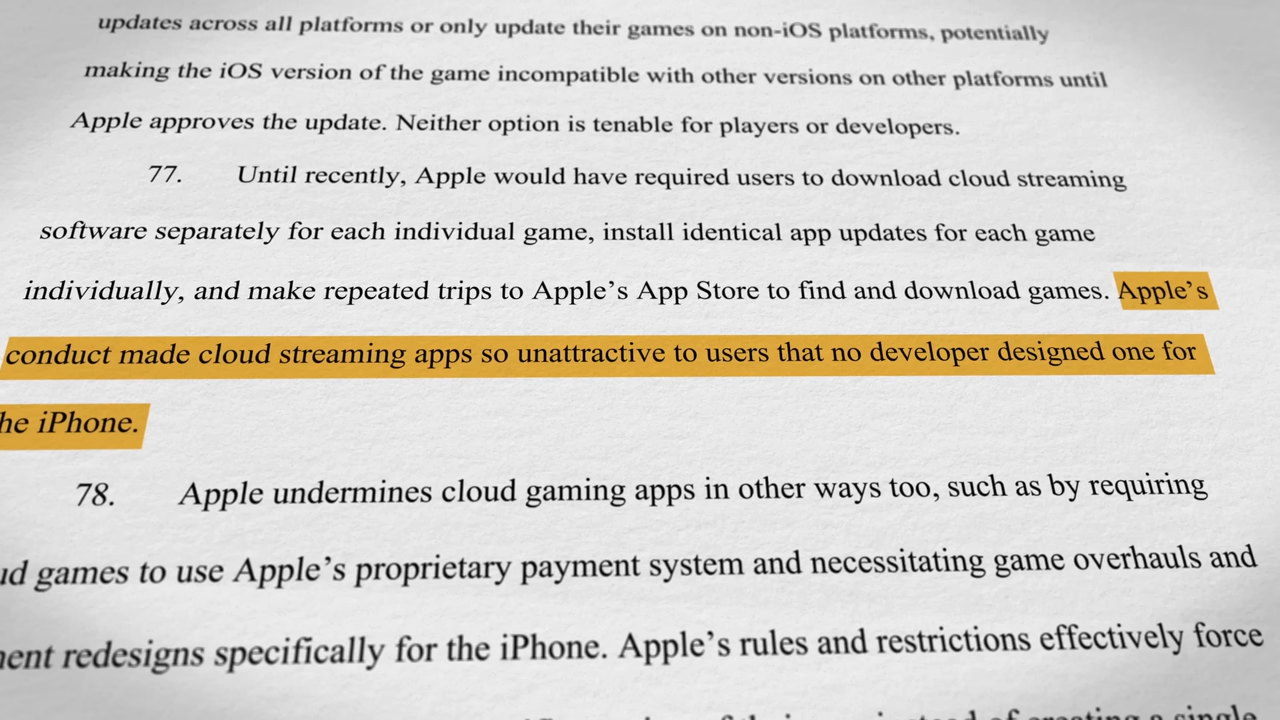 updates across all platforms or only update their games on non-iOS platforms, potentially
making the iOS version of the game incompatible with other versions on other platforms until
Apple approves the update. Neither option is tenable for players or developers.
77. Until recently, Apple would have required users to download cloud streaming
software separately for each individual game, install identical app updates for each game
individually, and make repeated trips to Apple’s App Store to find and download games. Apple’s
conduct made cloud streaming apps so unattractive to users that no developer designed one for
he iPhone.
78. Apple undermines cloud gaming apps in other ways too, such as by requiring
ud games to use Apple’s proprietary payment system and necessitating game overhauls and
ment redesigns specifically for the iPhone. Apple’s rules and restrictions effectively force
instead of creating a single